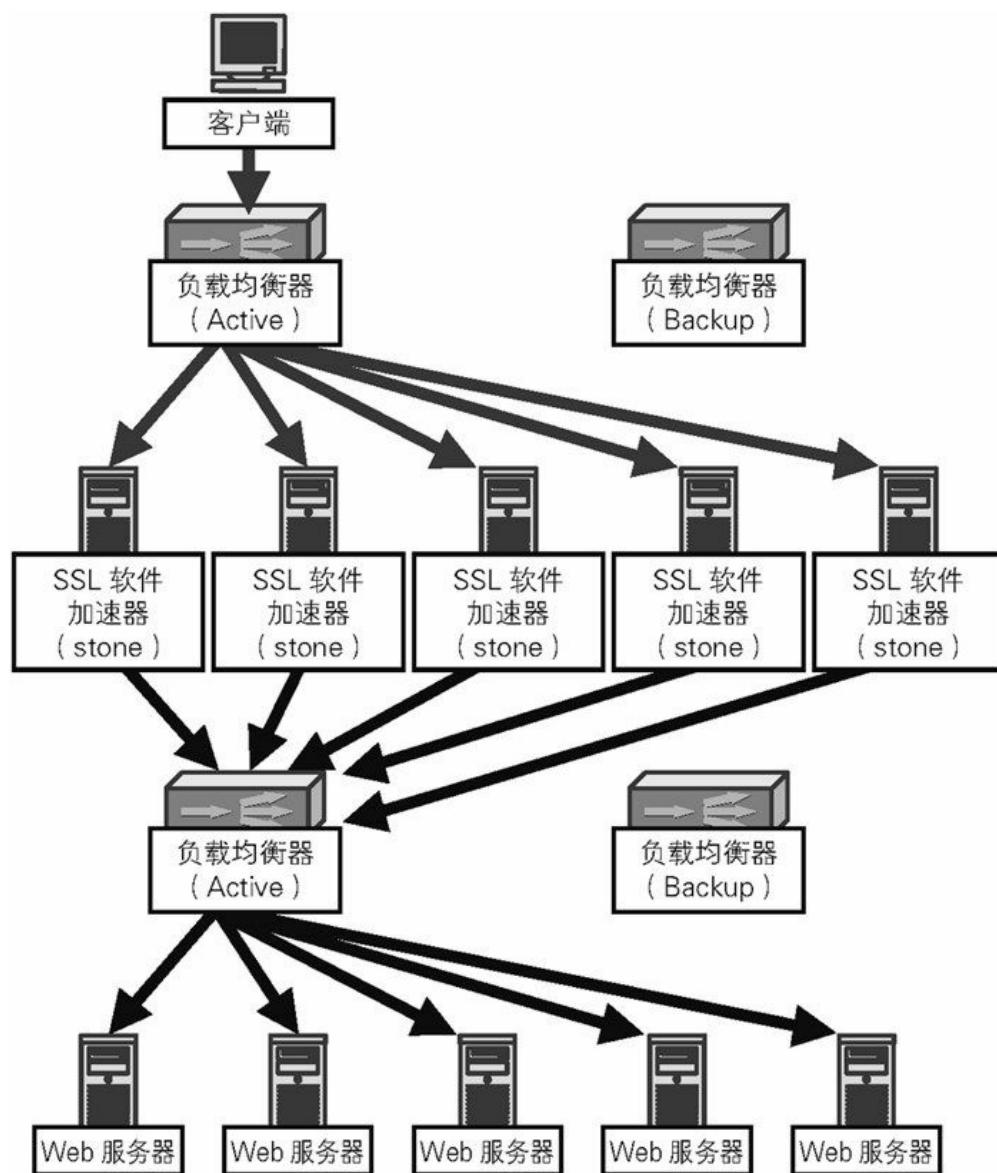 客户端
负载均衡器
（Active）
负载均衡器
（Backup）
SSL 软件
加速器
（stone）
SSL 软件
加速器
（stone）
SSL 软件
加速器
（stone）
SSL 软件
加速器
（stone）
SSL 软件
加速器
（stone）
负载均衡器
（Active）
负载均衡器
（Backup）
Web 服务器
Web 服务器
Web 服务器
Web 服务器
Web 服务器